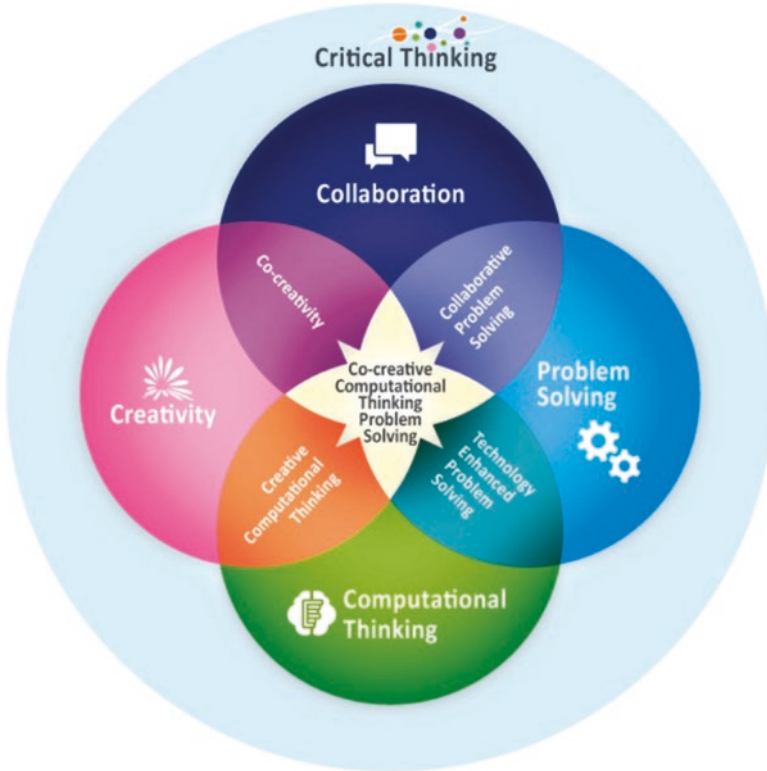 Critical Thinking
Collaboration
Co-creativity
Collaborative
Problem
Solving
Creativity
Co-creative
Computational
Thinking
Problem
Solving
Problem
Solving
Creative
Computational
Thinking
Technology
Enhanced
Problem
Solving
Computational
Thinking